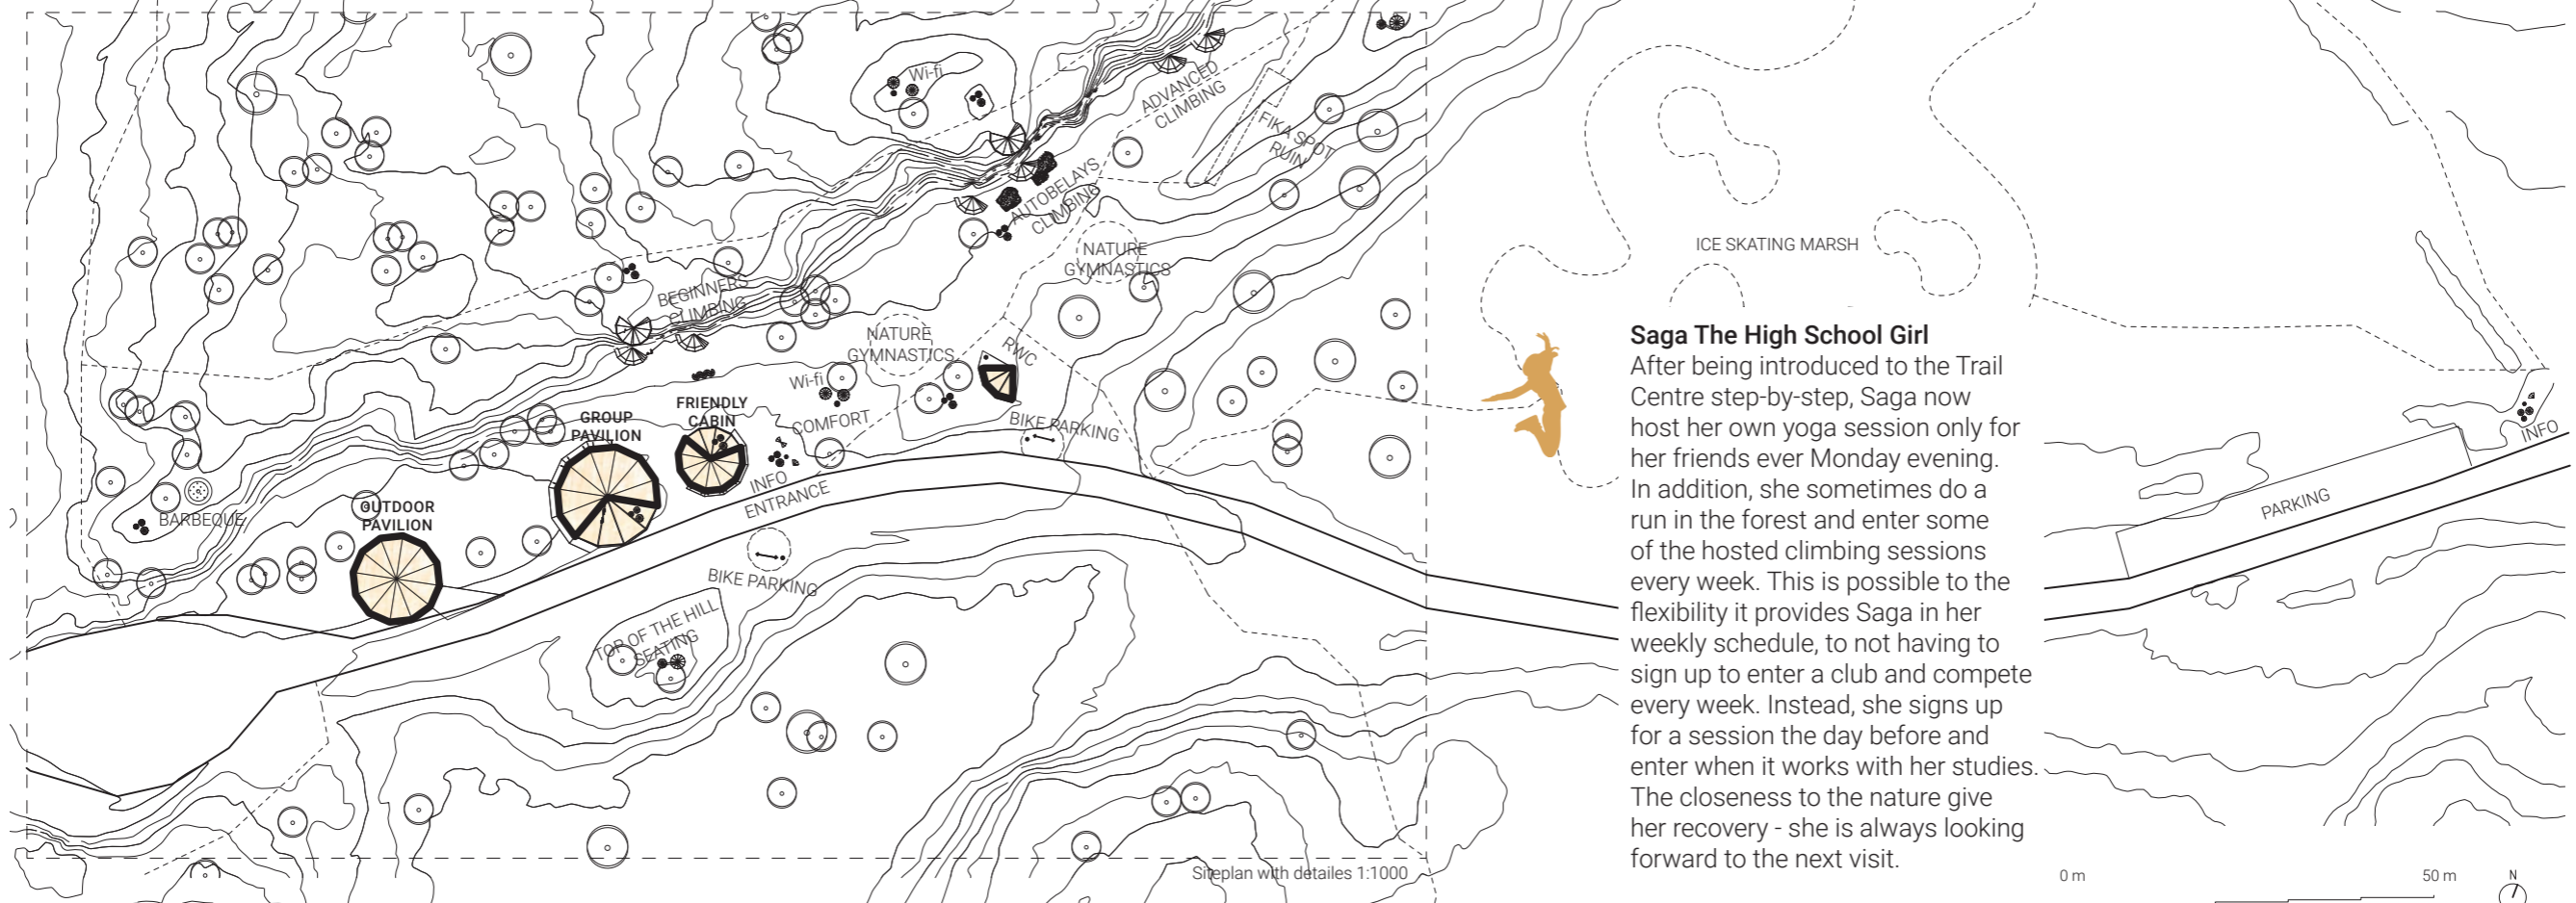 Wi-fi
ADVANCED
CLIMBING
FIKA SPOT
RUIN
AUTOBELAYS
CLIMBING
NATURE
GYMNASTICS
ICE SKATING MARSH
BEGINNERS
CLIMBING
NATURE
GYMNASTICS
RWC
Wi-fi
COMFORT
BIKE PARKING
FRIENDLY
CABIN
GROUP
PAVILION
INFO
ENTRANCE
BARBEQUE
OUTDOOR
PAVILION
BIKE PARKING
TOP OF THE HILL
SEATING
Siteplan with detailes 1:1000
Saga The High School Girl
After being introduced to the Trail
Centre step-by-step, Saga now
host her own yoga session only for
her friends ever Monday evening.
In addition, she sometimes do a
run in the forest and enter some
of the hosted climbing sessions
every week. This is possible to the
flexibility it provides Saga in her
weekly schedule, to not having to
sign up to enter a club and compete
every week. Instead, she signs up
for a session the day before and
enter when it works with her studies.
The closeness to the nature give
her recovery - she is always looking
forward to the next visit.
INFO
PARKING
0 m
50 m
N